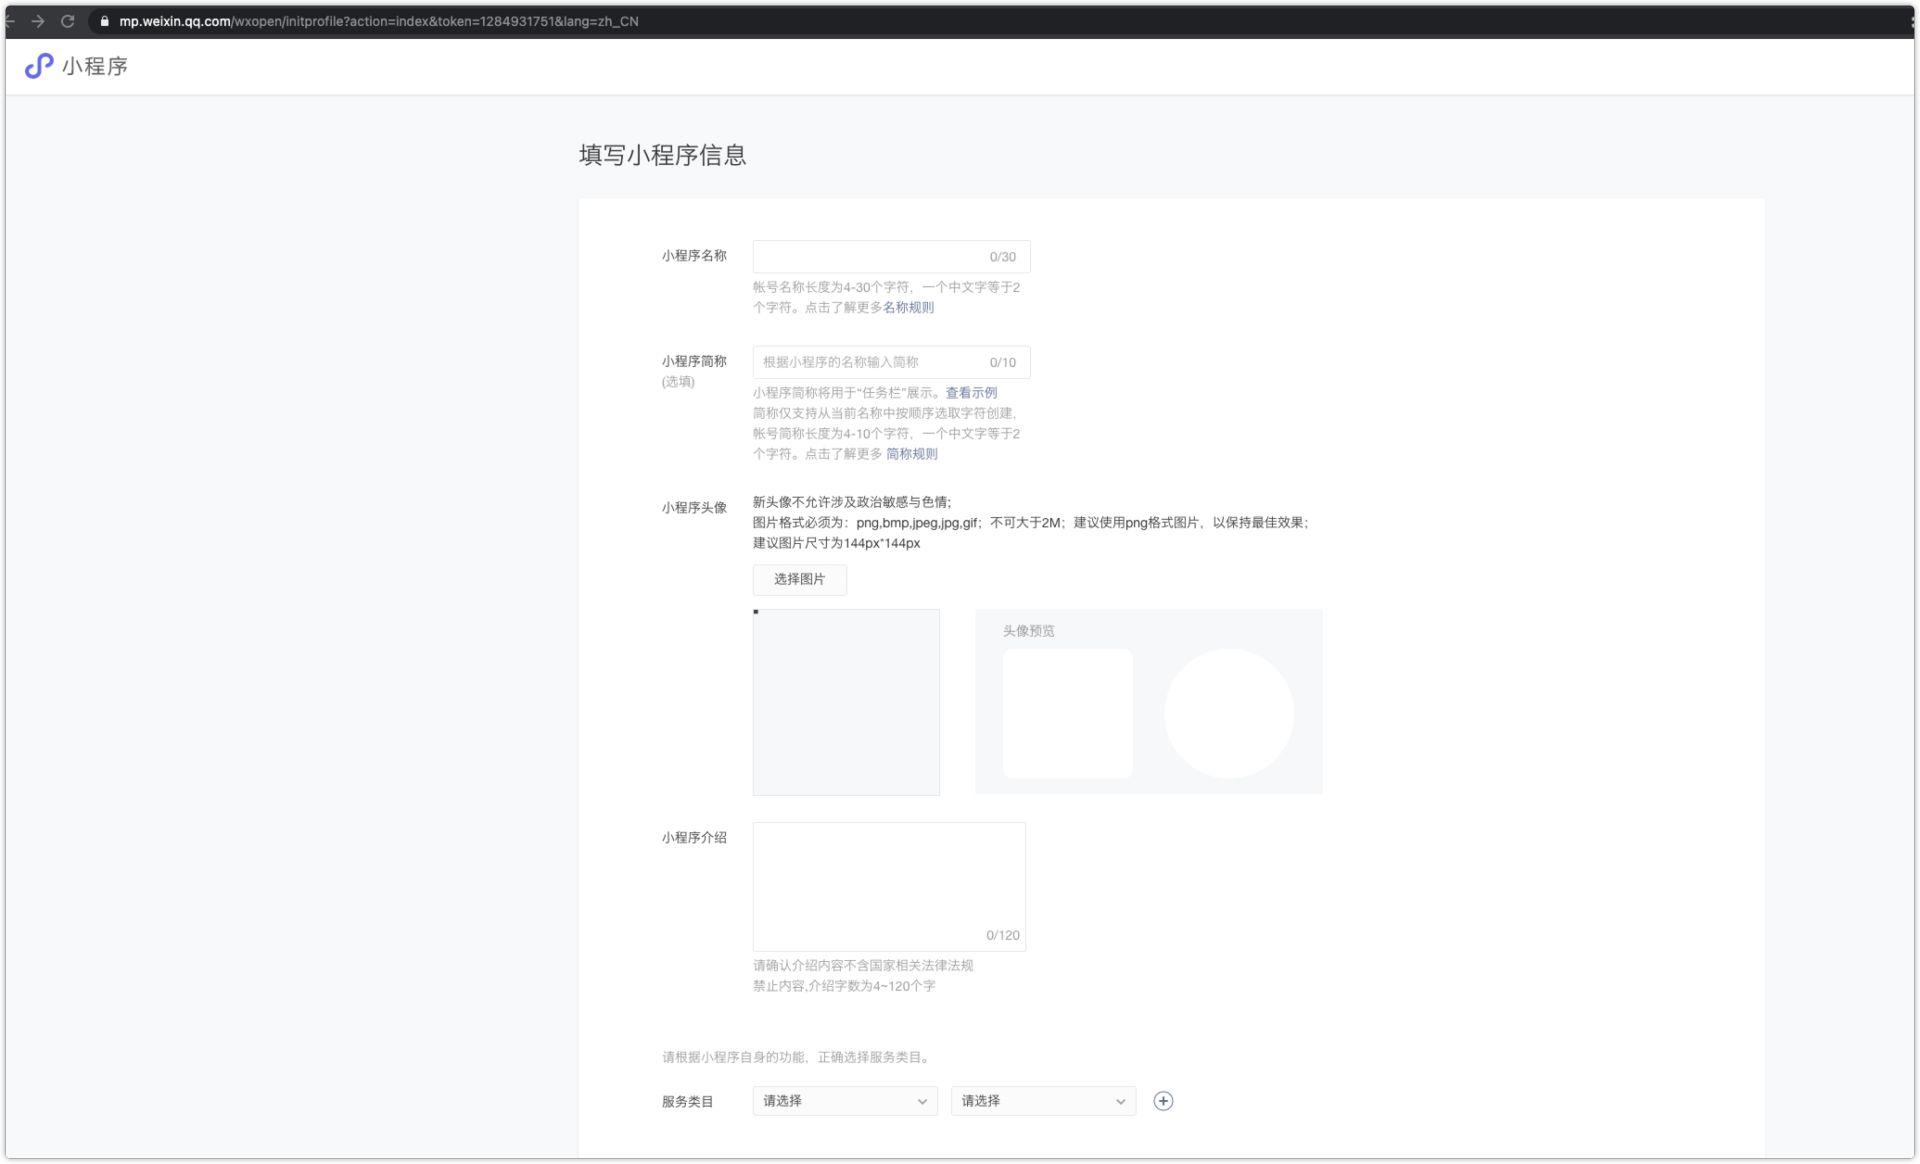 mp.weixin.qq.com/wxopen/initprofile?action=index&token=1284931751&lang=zh_CN
小程序
填写小程序信息
小程序名称
0/30
帐号名称长度为4-30个字符，一个中文字等于2
个字符。点击了解更多名称规则
小程序简称
(选填)
根据小程序的名称输入简称
0/10
小程序简称将用于“任务栏”展示。查看示例
简称仅支持从当前名称中按顺序选取字符创建,
帐号简称长度为4-10个字符，一个中文字等于2
个字符。点击了解更多 简称规则
小程序头像
新头像不允许涉及政治敏感与色情;
图片格式必须为：png,bmp,jpeg,jpg,gif；不可大于2M；建议使用png格式图片，以保持最佳效果；
建议图片尺寸为144px*144px
选择图片
头像预览
小程序介绍
0/120
请确认介绍内容不含国家相关法律法规
禁止内容,介绍字数为4~120个字
请根据小程序自身的功能，正确选择服务类目。
服务类目
请选择
请选择